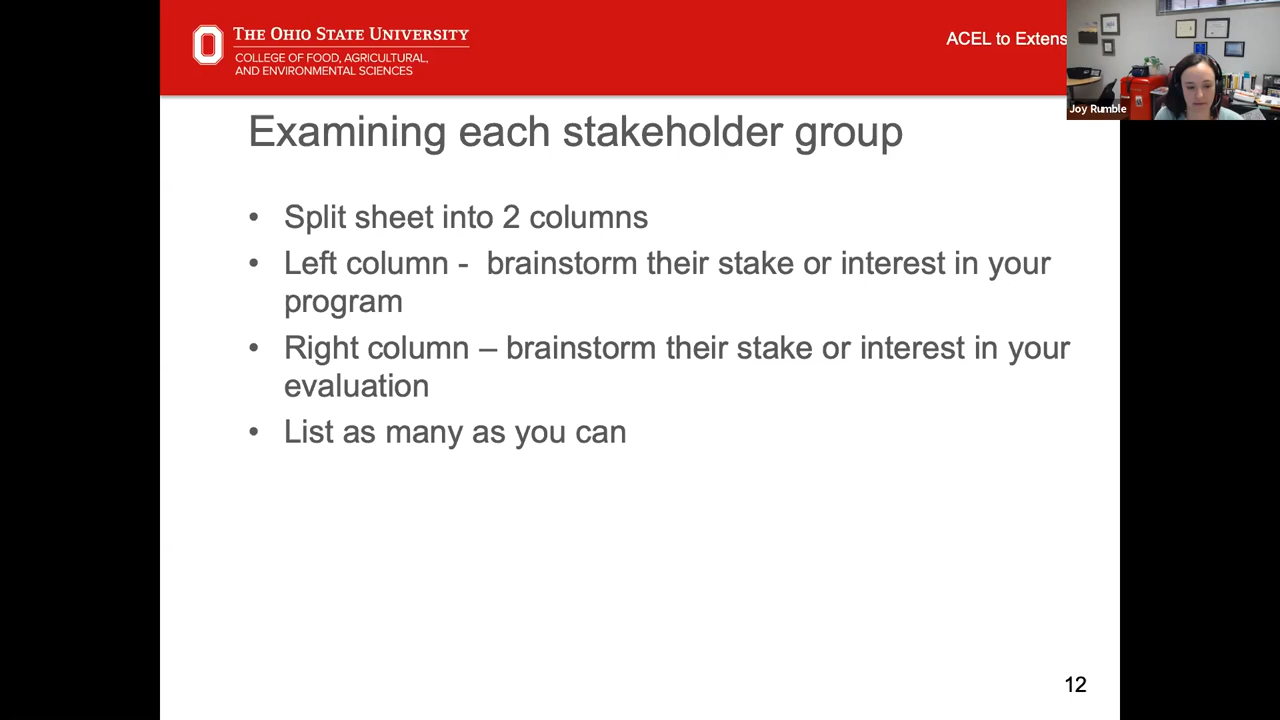 THE OHIO STATE UNIVERSITY
COLLEGE OF FOOD, AGRICULTURAL,
AND ENVIRONMENTAL SCIENCES
ACEL to Extens
Joy Rumble
Examining each stakeholder group
• Split sheet into 2 columns
• Left column - brainstorm their stake or interest in your
program
• Right column – brainstorm their stake or interest in your
evaluation
• List as many as you can
12